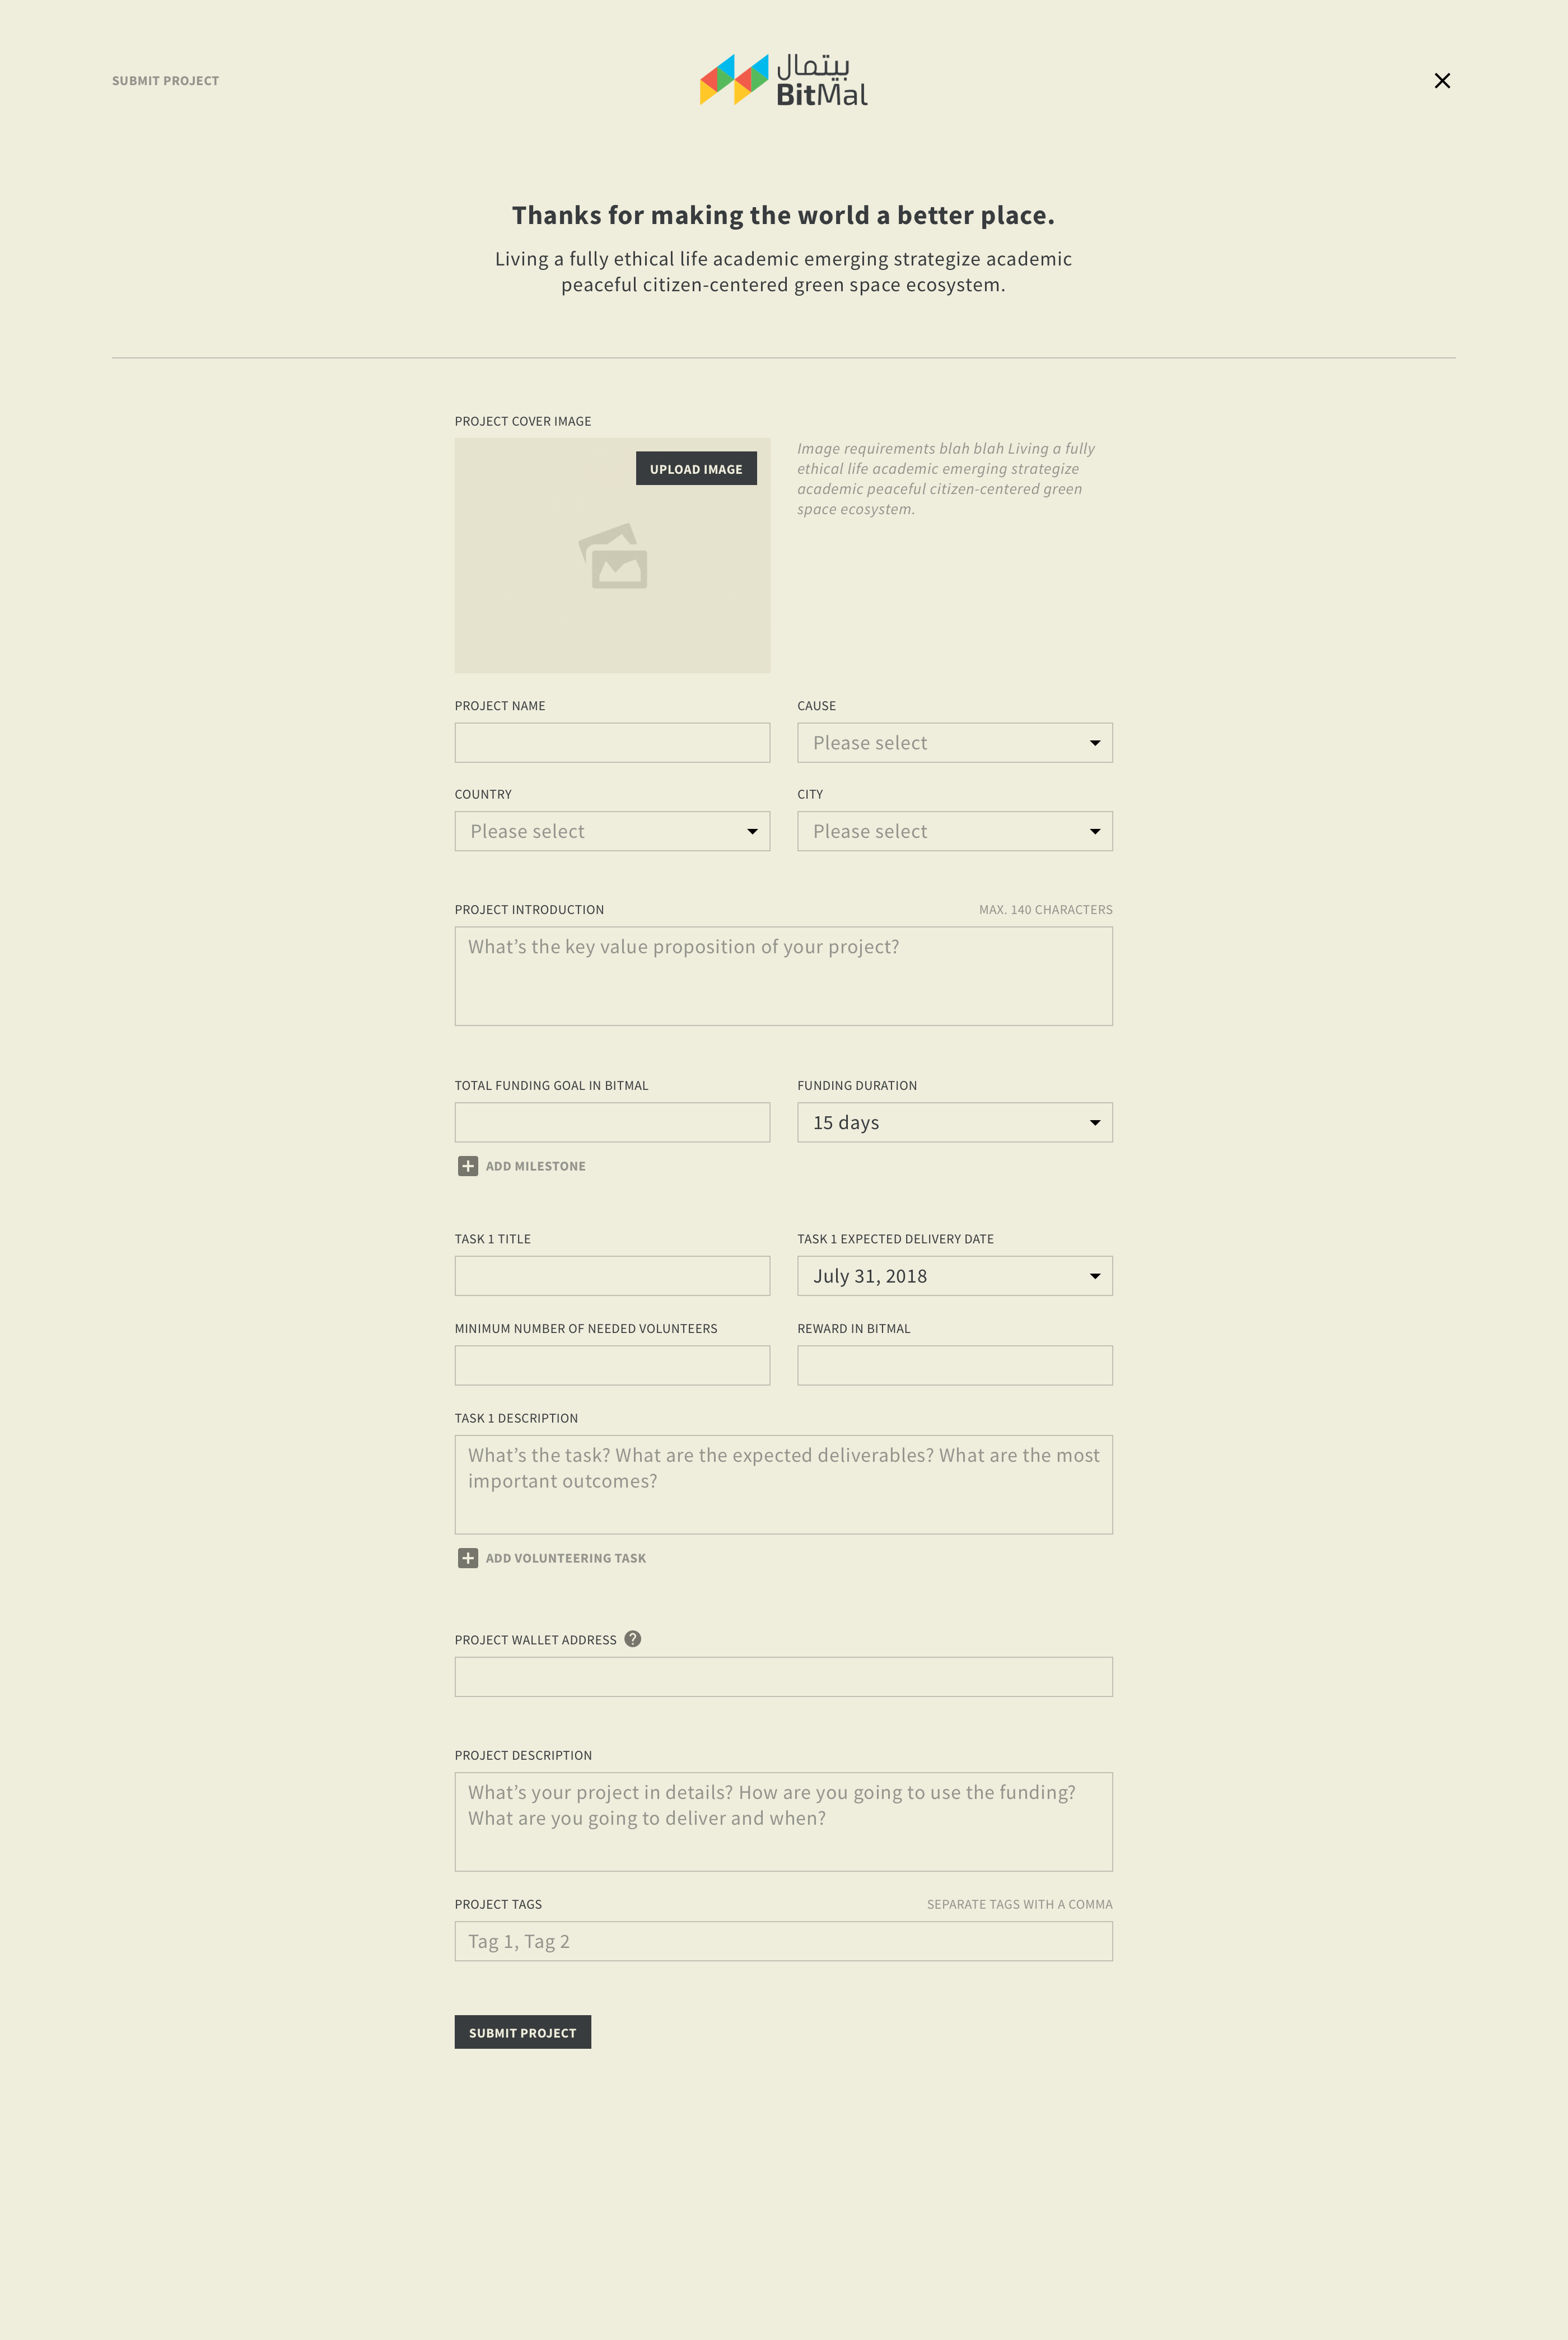 SUBMIT PROJECT
بيتمال
BitMal
Thanks for making the world a better place.
Living a fully ethical life academic emerging strategize academic
peaceful citizen-centered green space ecosystem.
PROJECT COVER IMAGE
UPLOAD IMAGE
Image requirements blah blah Living a fully
ethical life academic emerging strategize
academic peaceful citizen-centered green
space ecosystem.
PROJECT NAME
CAUSE
Please select
COUNTRY
CITY
Please select
Please select
PROJECT INTRODUCTION
MAX. 140 CHARACTERS
What’s the key value proposition of your project?
TOTAL FUNDING GOAL IN BITMAL
FUNDING DURATION
15 days
ADD MILESTONE
TASK 1 TITLE
TASK 1 EXPECTED DELIVERY DATE
July 31, 2018
MINIMUM NUMBER OF NEEDED VOLUNTEERS
REWARD IN BITMAL
TASK 1 DESCRIPTION
What’s the task? What are the expected deliverables? What are the most
important outcomes?
ADD VOLUNTEERING TASK
PROJECT WALLET ADDRESS ?
PROJECT DESCRIPTION
What’s your project in details? How are you going to use the funding?
What are you going to deliver and when?
PROJECT TAGS
SEPARATE TAGS WITH A COMMA
Tag 1, Tag 2
SUBMIT PROJECT